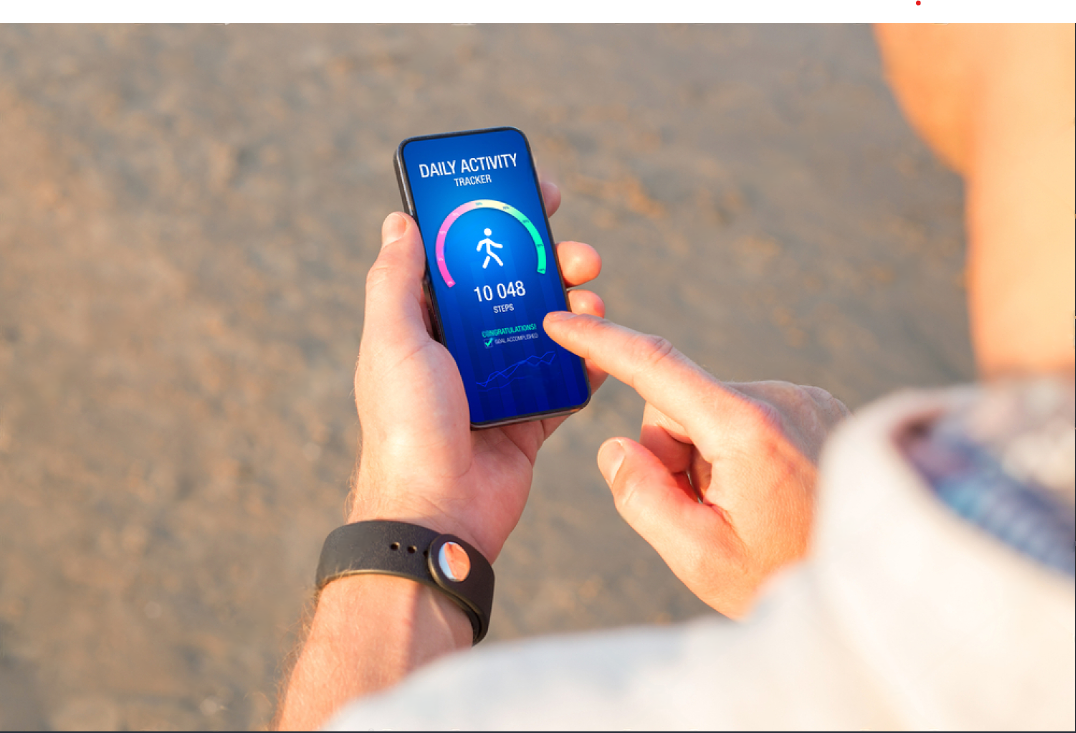 DAILY ACTIVITY
TRACKER
10 048
STEPS
CONGRATULATIONS!
GOAL ACCOMPLISHED